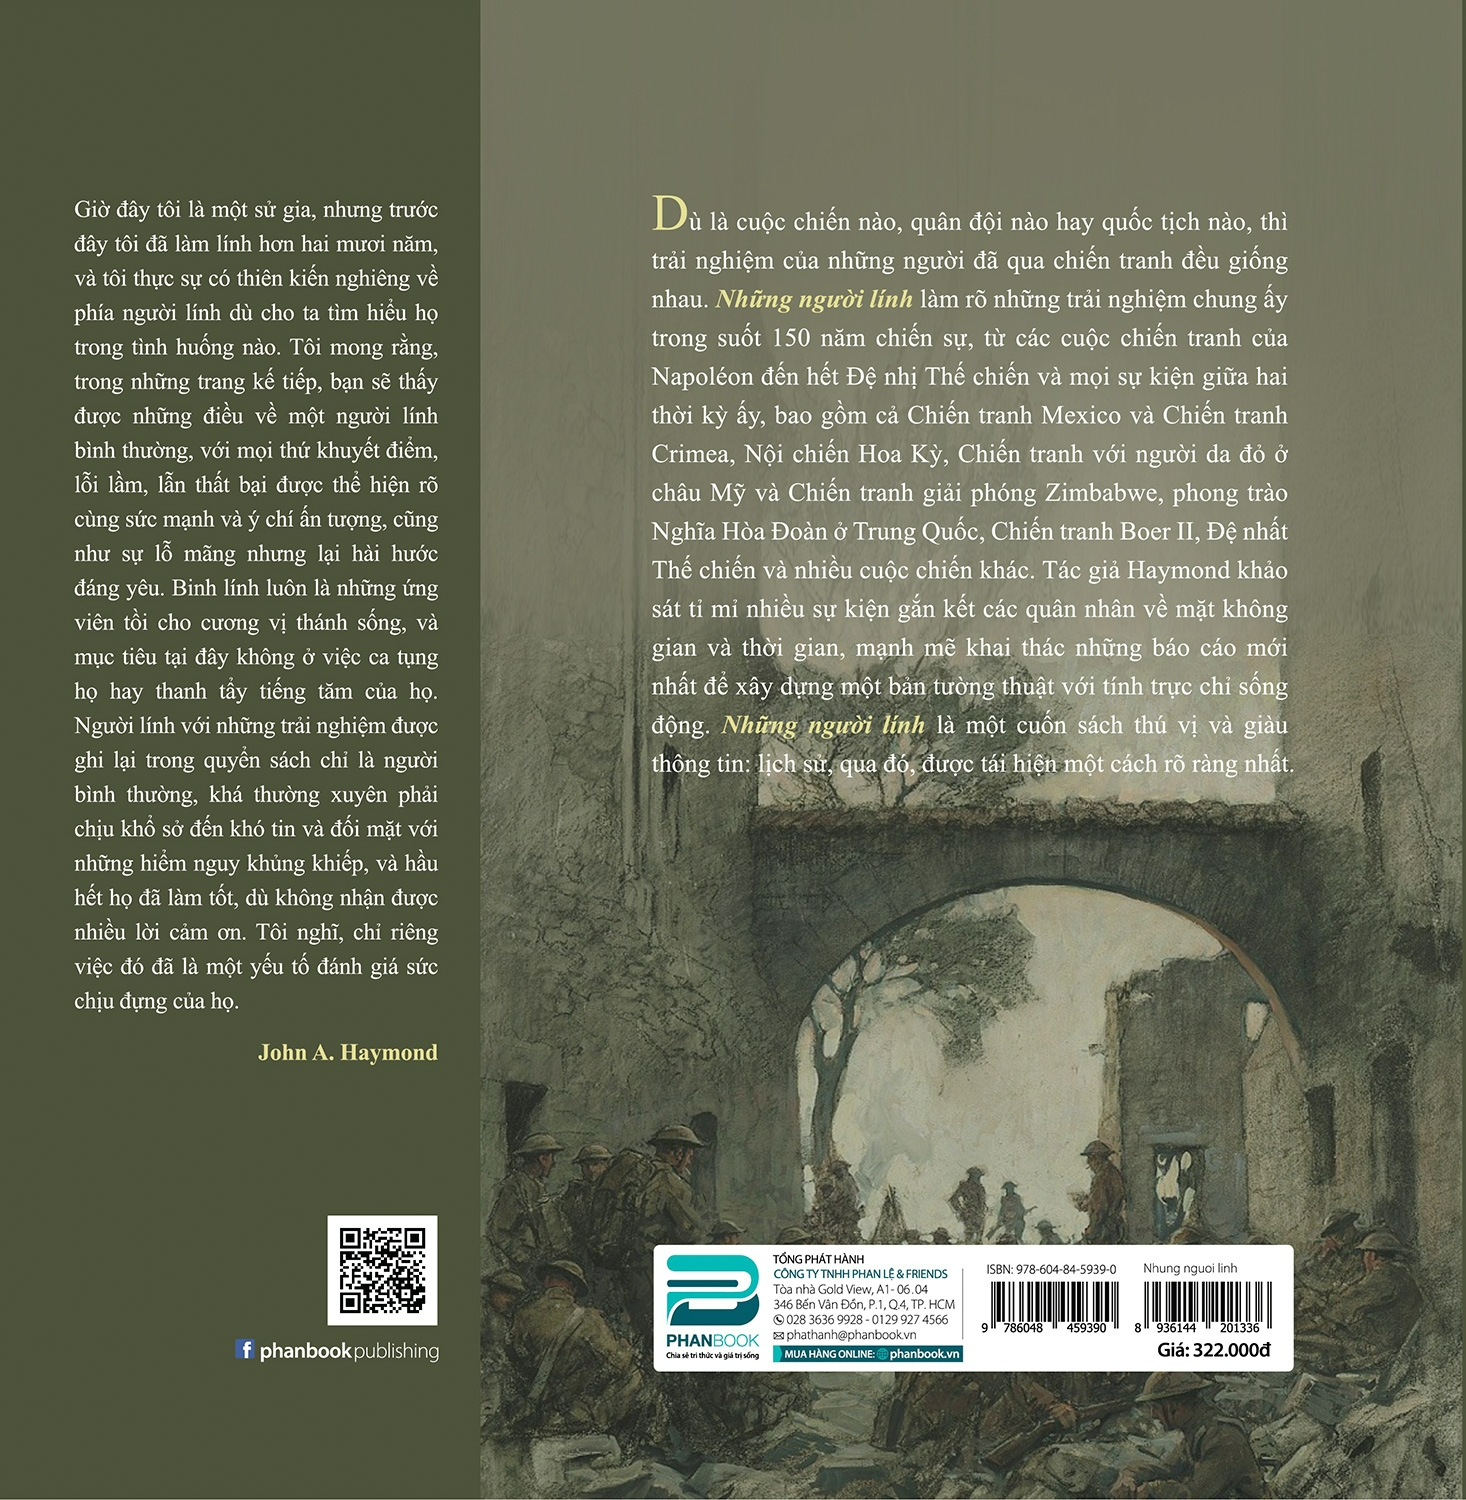 Giờ đây tôi là một sử gia, nhưng trước
đây tôi đã làm lính hơn hai mươi năm,
và tôi thực sự có thiên kiến nghiêng về
phía người lính dù cho ta tìm hiểu họ
trong tình huống nào. Tôi mong rằng,
trong những trang kế tiếp, bạn sẽ thấy
được những điều về một người lính
bình thường, với mọi thứ khuyết điểm,
lỗi lầm, lẫn thất bại được thể hiện rõ
cùng sức mạnh và ý chí ấn tượng, cũng
như sự lỗ mãng nhưng lại hài hước
đáng yêu. Binh lính luôn là những ứng
viên tồi cho cương vị thánh sống, và
mục tiêu tại đây không ở việc ca tụng
họ hay thanh tẩy tiếng tăm của họ.
Người lính với những trải nghiệm được
ghi lại trong quyển sách chỉ là người
bình thường, khá thường xuyên phải
chịu khổ sở đến khó tin và đối mặt với
những hiểm nguy khủng khiếp, và hầu
hết họ đã làm tốt, dù không nhận được
nhiều lời cảm ơn. Tôi nghĩ, chỉ riêng
việc đó đã là một yếu tố đánh giá sức
chịu đựng của họ.
John A. Haymond
phanbookpublishing
Dù là cuộc chiến nào, quân đội nào hay quốc tịch nào, thì
trải nghiệm của những người đã qua chiến tranh đều giống
nhau. Những người lính làm rõ những trải nghiệm chung ấy
trong suốt 150 năm chiến sự, từ các cuộc chiến tranh của
Napoléon đến hết Đệ nhị Thế chiến và mọi sự kiện giữa hai
thời kỳ ấy, bao gồm cả Chiến tranh Mexico và Chiến tranh
Crimea, Nội chiến Hoa Kỳ, Chiến tranh với người da đỏ ở
châu Mỹ và Chiến tranh giải phóng Zimbabwe, phong trào
Nghĩa Hòa Đoàn ở Trung Quốc, Chiến tranh Boer II, Đệ nhất
Thế chiến và nhiều cuộc chiến khác. Tác giả Haymond khảo
sát tỉ mỉ nhiều sự kiện gắn kết các quân nhân về mặt không
gian và thời gian, mạnh mẽ khai thác những báo cáo mới
nhất để xây dựng một bản tường thuật với tính trực chỉ sống
động. Những người lính là một cuốn sách thú vị và giàu
thông tin: lịch sử, qua đó, được tái hiện một cách rõ ràng nhất.
PHANBOOK
Chia sẻ tri thức và giá trị sống
TỔNG PHÁT HÀNH
CÔNG TY TNHH PHAN LỆ & FRIENDS
Tòa nhà Gold View, A1- 06 .04
346 Bến Vân Đồn, P.1, Q.4, TP. HCM
028 3636 9928 - 0129 927 4566
phathanh@phanbook.vn
MUA HÀNG ONLINE: phanbook.vn
ISBN: 978-604-84-5939-0
9 786048 459390
Nhung nguoi linh
8 936144 201336
Giá: 322.000đ